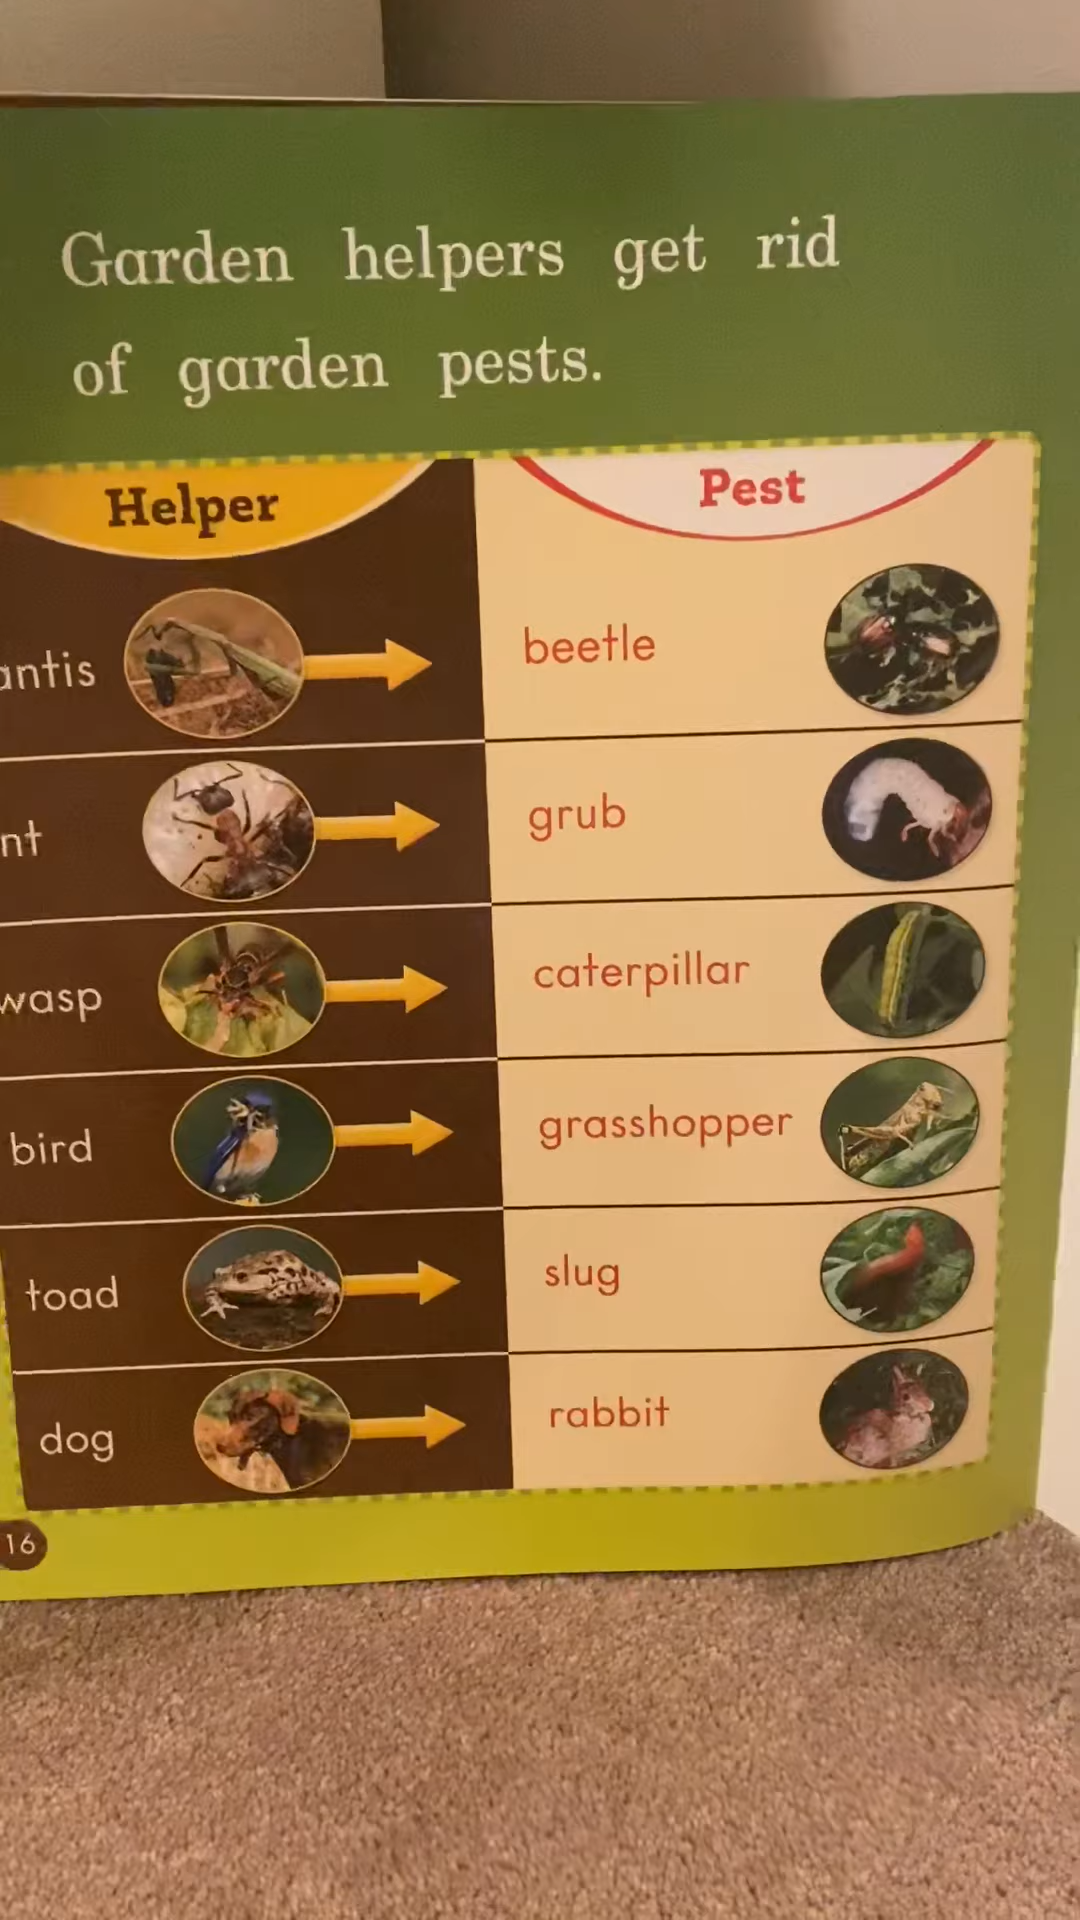 Garden helpers get rid
of garden pests.
Helper Pest
antis beetle
nt grub
wasp caterpillar
bird grasshopper
toad slug
dog rabbit
16